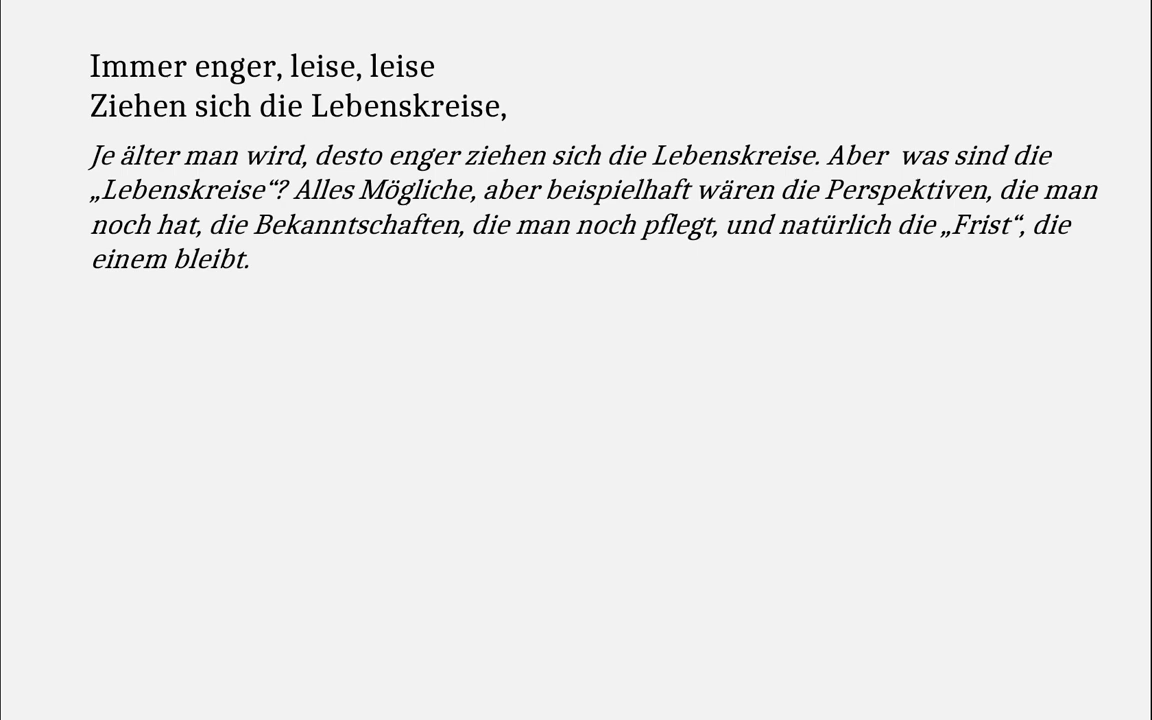 Immer enger, leise, leise
Ziehen sich die Lebenskreise,
Je älter man wird, desto enger ziehen sich die Lebenskreise. Aber  was sind die
„Lebenskreise“? Alles Mögliche, aber beispielhaft wären die Perspektiven, die man
noch hat, die Bekanntschaften, die man noch pflegt, und natürlich die „Frist“, die
einem bleibt.